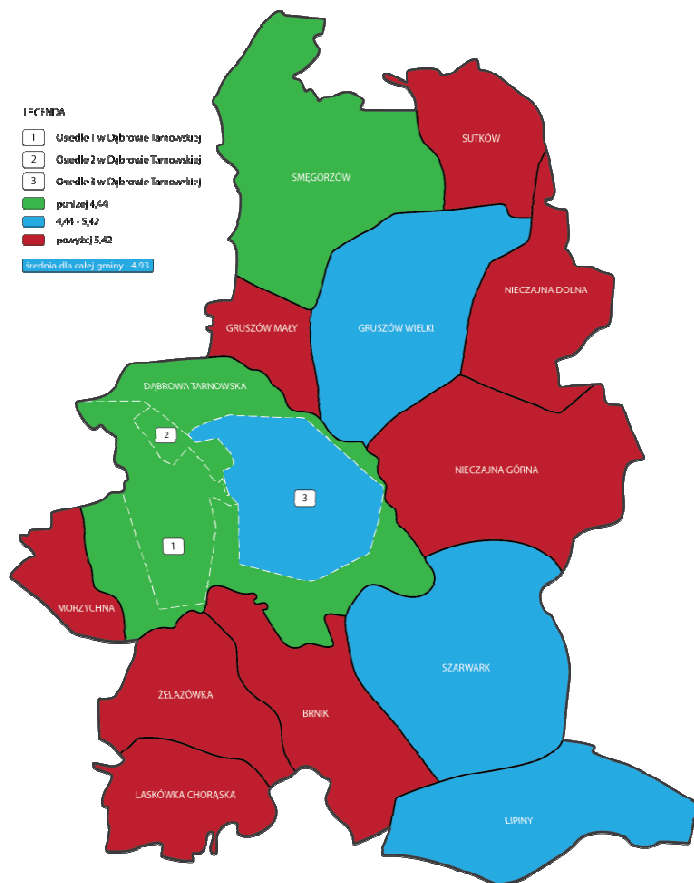 LEGENDA
1 Osiedle 1 w Dąbrowie Tarnowskiej
2 Osiedle 2 w Dąbrowie Tarnowskiej
3 Osiedle 3 w Dąbrowie Tarnowskiej
poniżej 4,44
4,44 - 5,42
powyżej 5,42
średnia dla całej gminy - 4,93
SUTKÓW
SMĘGORZÓW
NIECZAJNA DOLNA
GRUSZÓW MAŁY
GRUSZÓW WIELKI
DĄBROWA TARNOWSKA
2
NIECZAJNA GÓRNA
3
1
MORZYCHNA
SZARWARK
ŻELAZÓWKA
BRNIK
LASKÓWKA CHORĄSKA
LIPINY